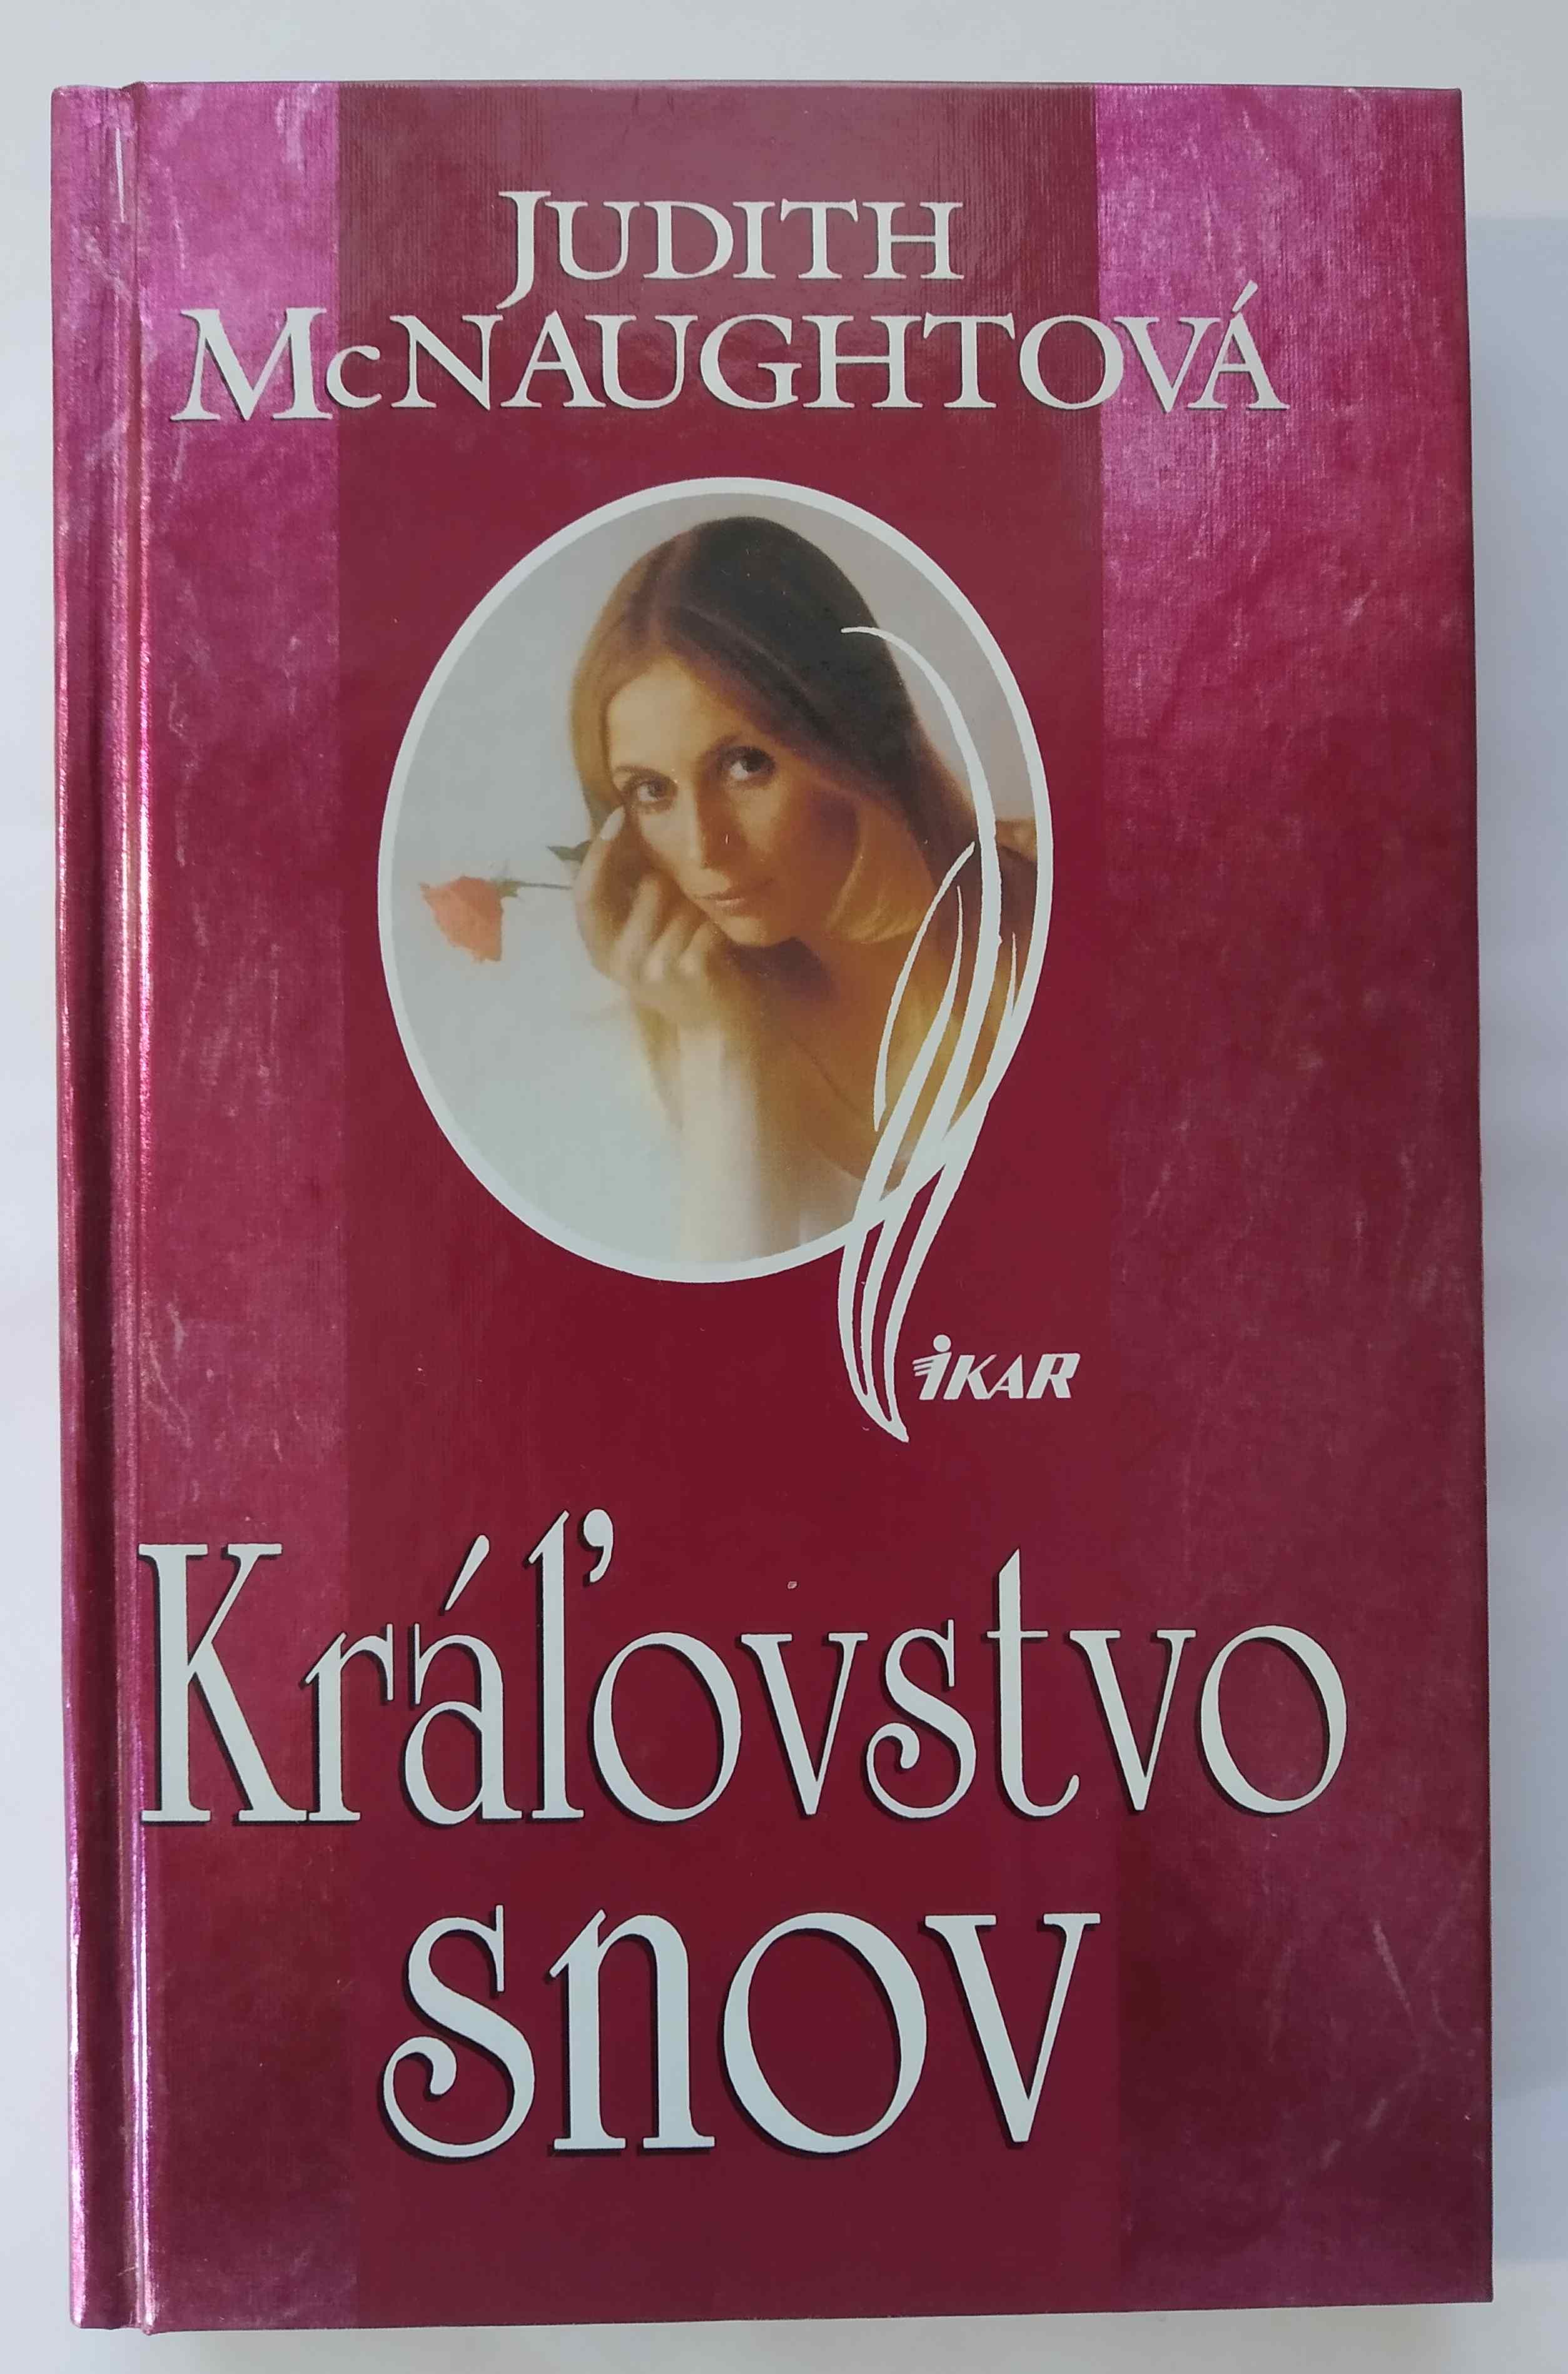 JUDITH
McNAUGHTOVÁ
IKAR
Kráľovstvo
snov